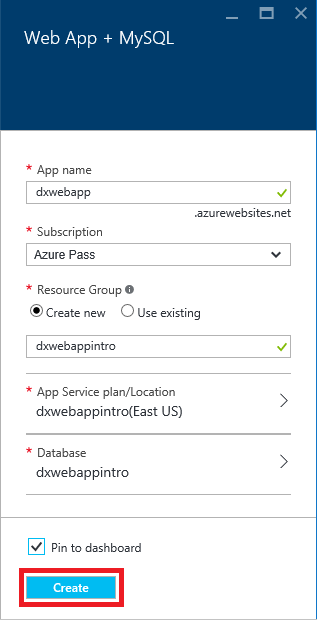 Web App + MySQL
* App name
dxwebapp
.azurewebsites.net
* Subscription
Azure Pass
* Resource Group
Create new Use existing
dxwebappintro
* App Service plan/Location
dxwebappintro(East US)
* Database
dxwebappintro
Pin to dashboard
Create